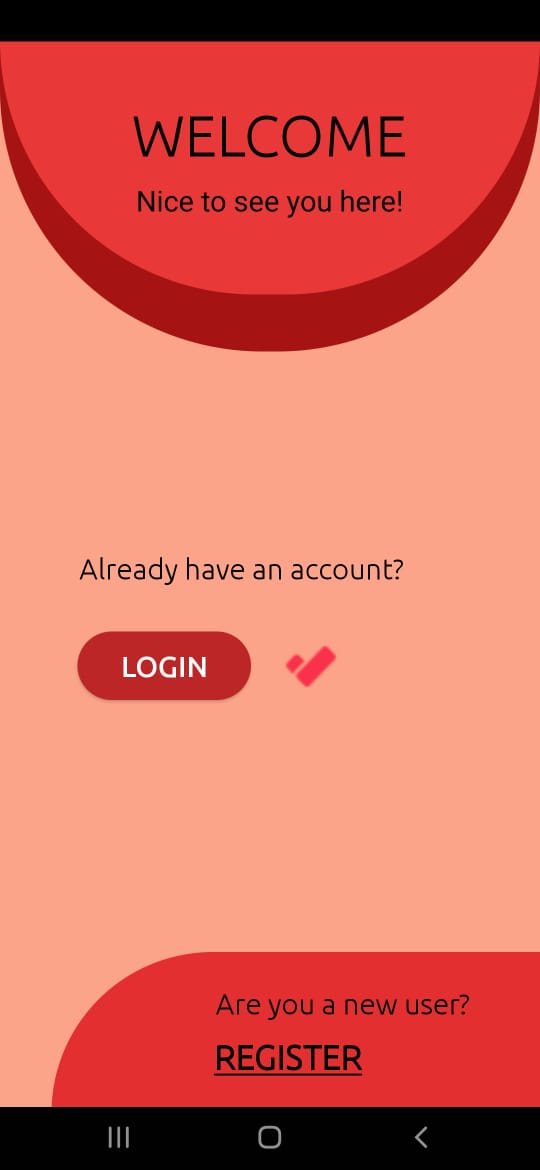 WELCOME
Nice to see you here!
Already have an account?
LOGIN
Are you a new user?
REGISTER